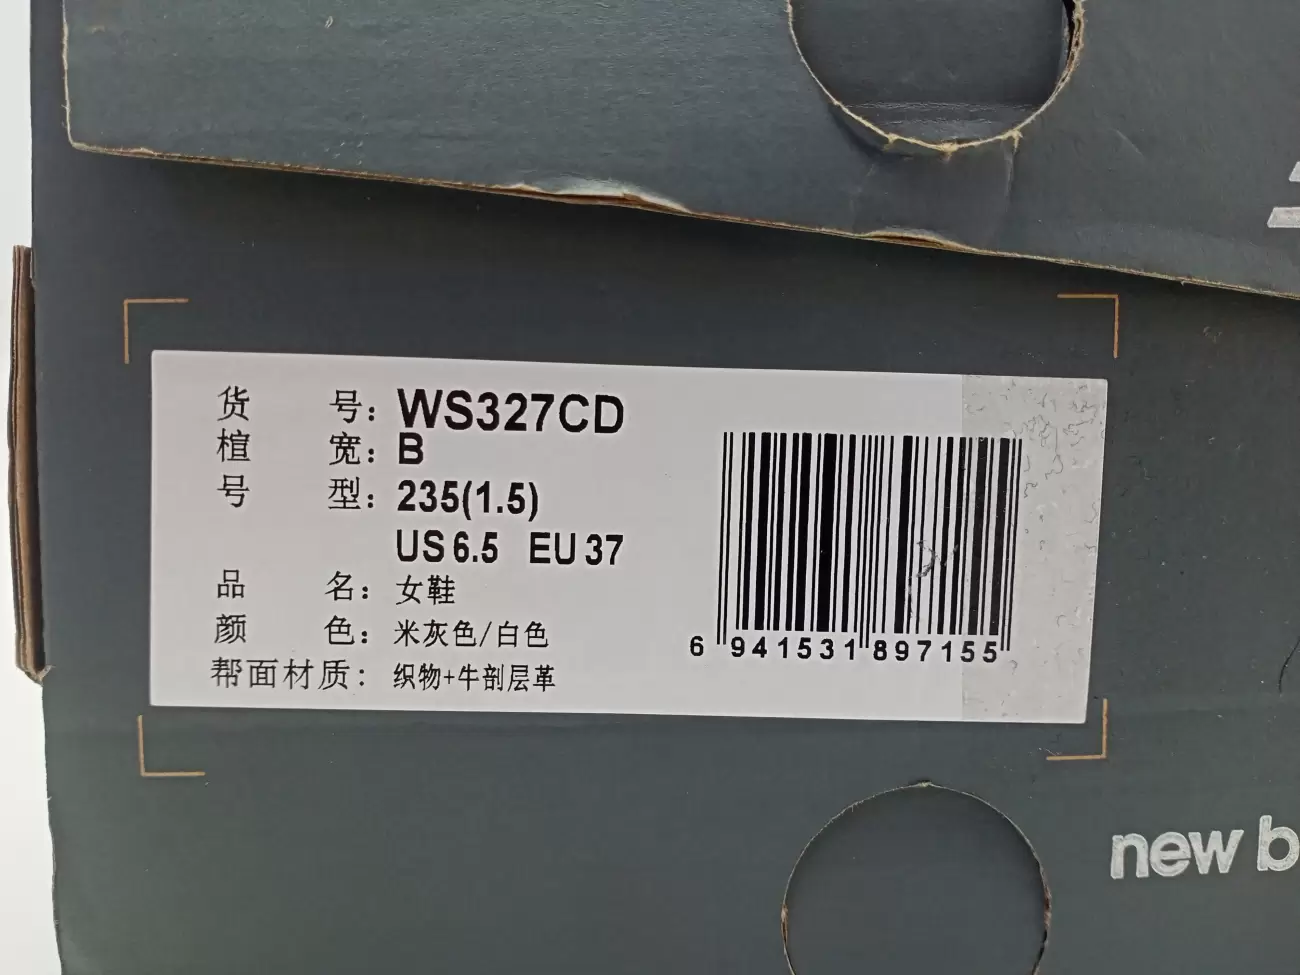 货 号：WS327CD
楦 宽：B
号 型：235(1.5)
US 6.5 EU 37
品 名：女鞋
颜 色：米灰色/白色
帮面材质：织物+牛剖层革
6 941531 897155
new b